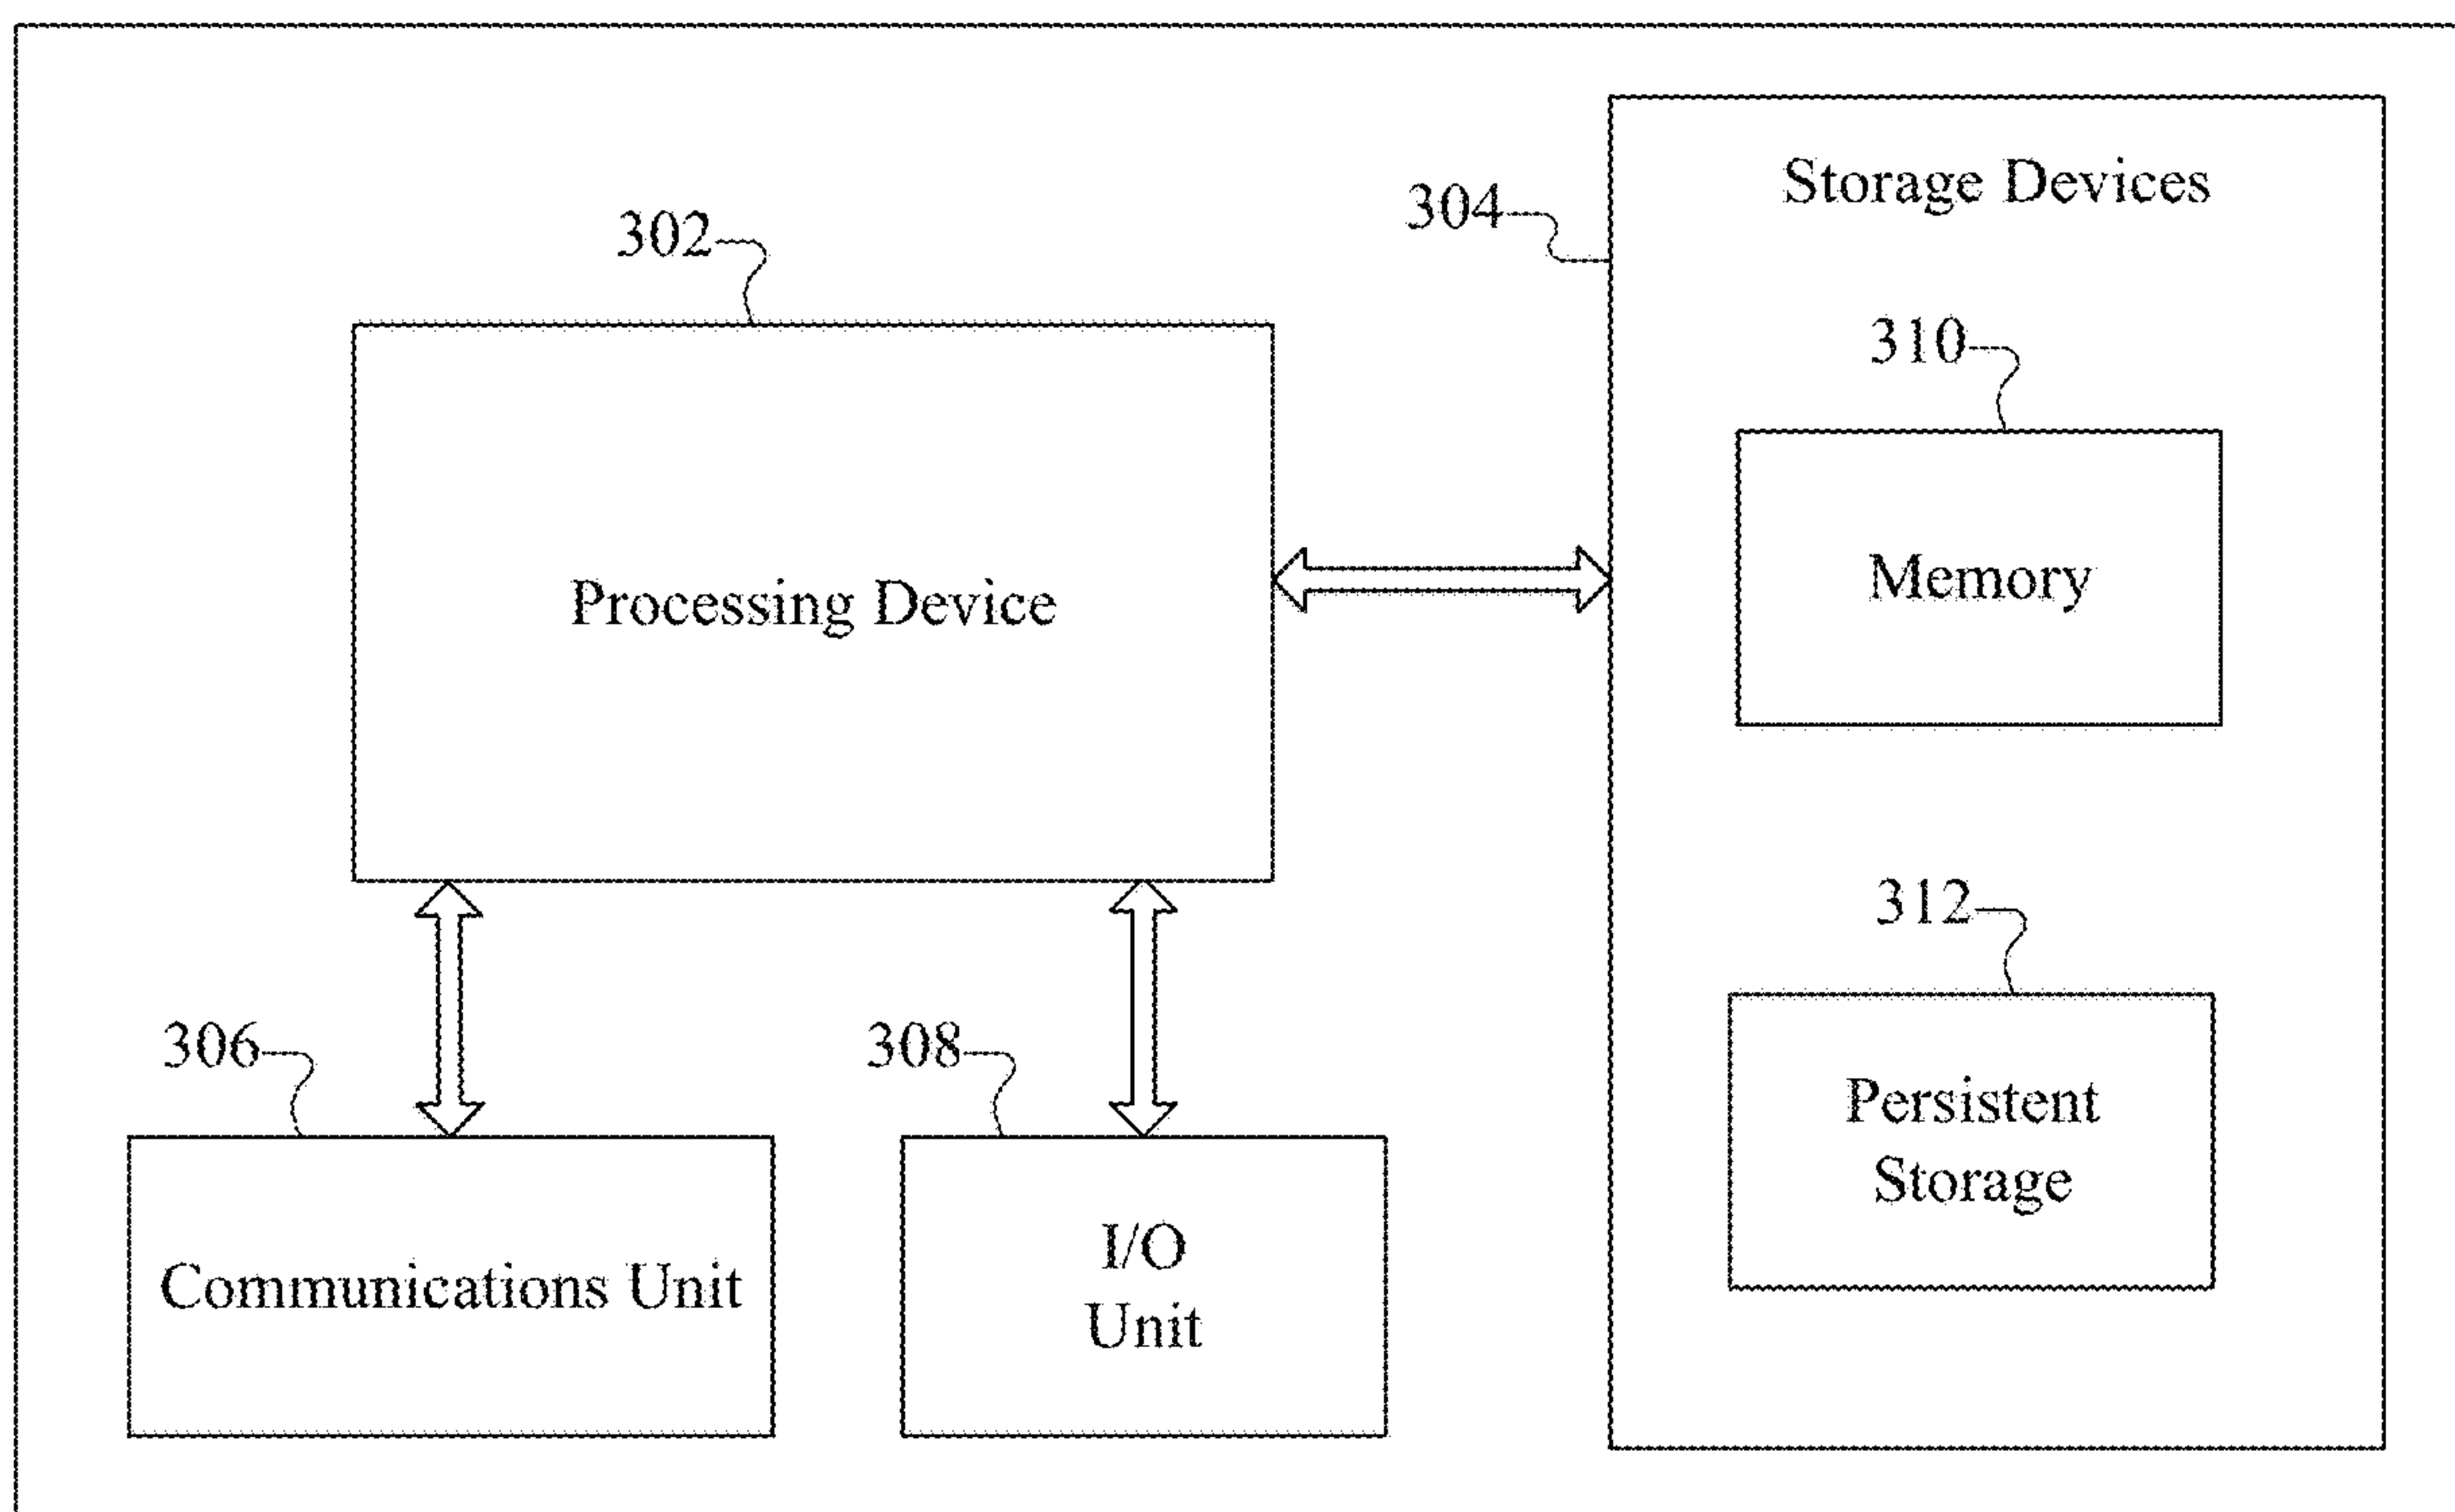 302
304
Storage Devices
310
Processing Device
Memory
312
306
308
Communications Unit
I/O
Unit
Persistent
Storage